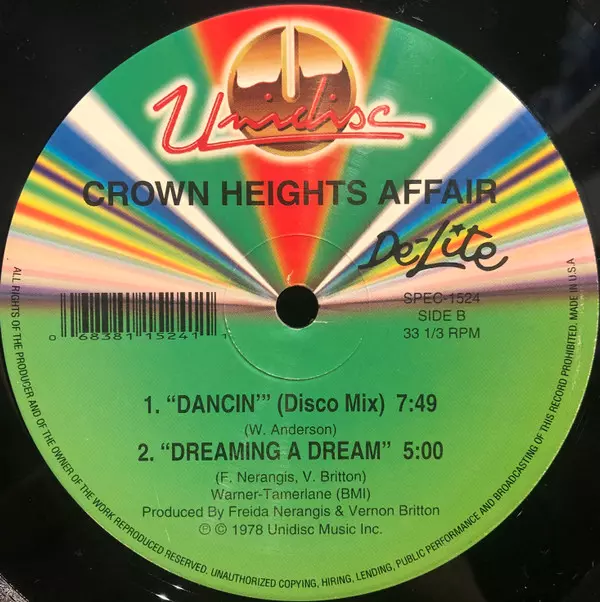 Unidisc
CROWN HEIGHTS AFFAIR
De-Lite
SPEC-1524
SIDE B
33 1/3 RPM
0 68381 15241 1
1. “DANCIN’” (Disco Mix) 7:49
(W. Anderson)
2. “DREAMING A DREAM” 5:00
(F. Nerangis, V. Britton)
Warner-Tamerlane (BMI)
Produced By Freida Nerangis & Vernon Britton
℗ © 1978 Unidisc Music Inc.
ALL RIGHTS OF THE PRODUCER AND OF THE OWNER OF THE WORK REPRODUCED RESERVED. UNAUTHORIZED COPYING, HIRING, LENDING, PUBLIC PERFORMANCE AND BROADCASTING OF THIS RECORD PROHIBITED. MADE IN U.S.A